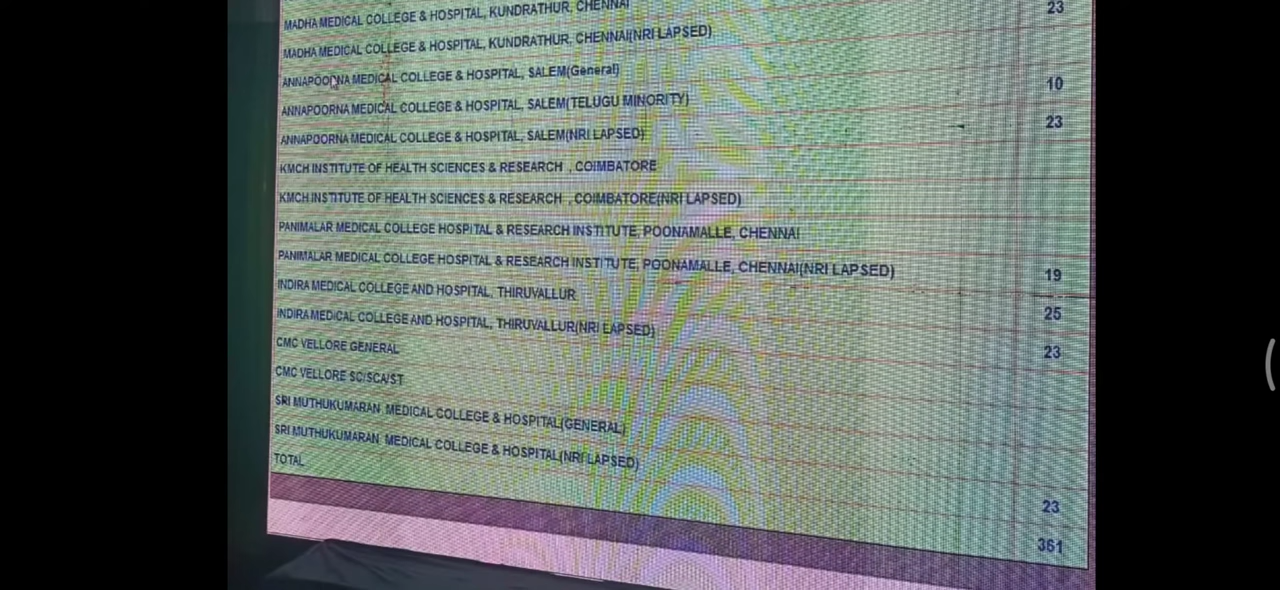 MADHA MEDICAL COLLEGE & HOSPITAL, KUNDRATHUR, CHENNAI
MADHA MEDICAL COLLEGE & HOSPITAL, KUNDRATHUR, CHENNAI(NRI LAPSED) 23
ANNAPOORNA MEDICAL COLLEGE & HOSPITAL, SALEM(General)
ANNAPOORNA MEDICAL COLLEGE & HOSPITAL, SALEM(TELUGU MINORITY) 10
ANNAPOORNA MEDICAL COLLEGE & HOSPITAL, SALEM(NRI LAPSED) 23
KMCH INSTITUTE OF HEALTH SCIENCES & RESEARCH , COIMBATORE
KMCH INSTITUTE OF HEALTH SCIENCES & RESEARCH , COIMBATORE(NRI LAPSED)
PANIMALAR MEDICAL COLLEGE HOSPITAL & RESEARCH INSTITUTE, POONAMALLE, CHENNAI
PANIMALAR MEDICAL COLLEGE HOSPITAL & RESEARCH INSTITUTE, POONAMALLE, CHENNAI(NRI LAPSED) 19
INDIRA MEDICAL COLLEGE AND HOSPITAL, THIRUVALLUR 25
INDIRA MEDICAL COLLEGE AND HOSPITAL, THIRUVALLUR(NRI LAPSED) 23
CMC VELLORE GENERAL
CMC VELLORE SC/SCA/ST
SRI MUTHUKUMARAN MEDICAL COLLEGE & HOSPITAL(GENERAL)
SRI MUTHUKUMARAN MEDICAL COLLEGE & HOSPITAL(NRI LAPSED) 23
TOTAL 361